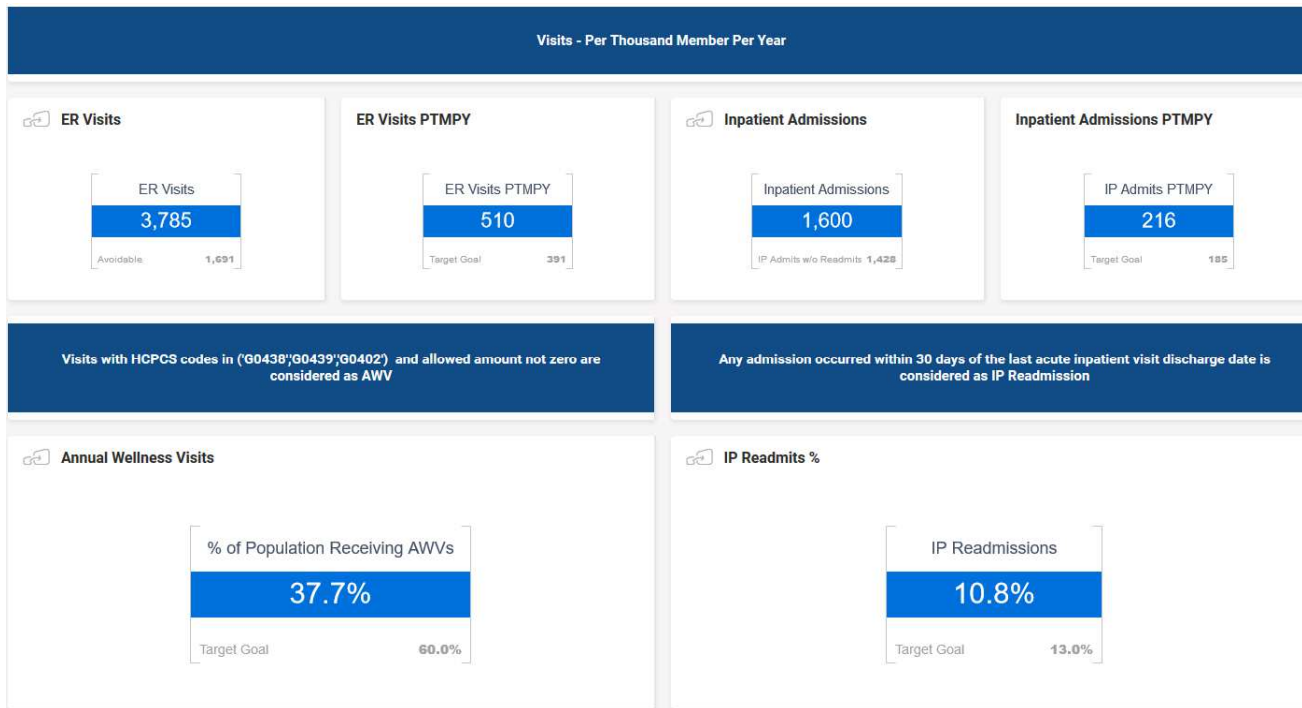 Visits - Per Thousand Member Per Year
ER Visits
ER Visits PTMPY
Inpatient Admissions
Inpatient Admissions PTMPY
ER Visits
3,785
Avoidable 1,691
ER Visits PTMPY
510
Target Goal 391
Inpatient Admissions
1,600
IP Admits w/o Readmits 1,428
IP Admits PTMPY
216
Target Goal 185
Visits with HCPCS codes in ('G0438','G0439','G0402') and allowed amount not zero are
considered as AWV
Any admission occurred within 30 days of the last acute inpatient visit discharge date is
considered as IP Readmission
Annual Wellness Visits
IP Readmits %
% of Population Receiving AWVs
37.7%
Target Goal 60.0%
IP Readmissions
10.8%
Target Goal 13.0%